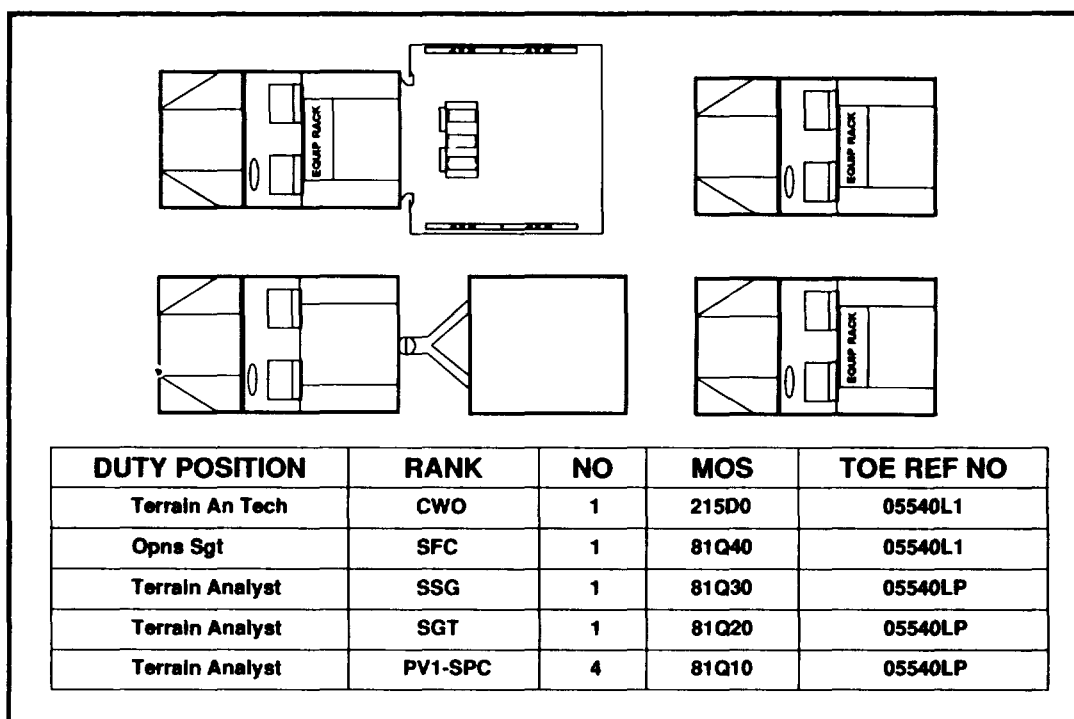 EQUIP RACK
EQUIP RACK
EQUIP RACK
DUTY POSITION RANK NO MOS TOE REF NO
Terrain An Tech CWO 1 215D0 05540L1
Opns Sgt SFC 1 81Q40 05540L1
Terrain Analyst SSG 1 81Q30 05540LP
Terrain Analyst SGT 1 81Q20 05540LP
Terrain Analyst PV1-SPC 4 81Q10 05540LP